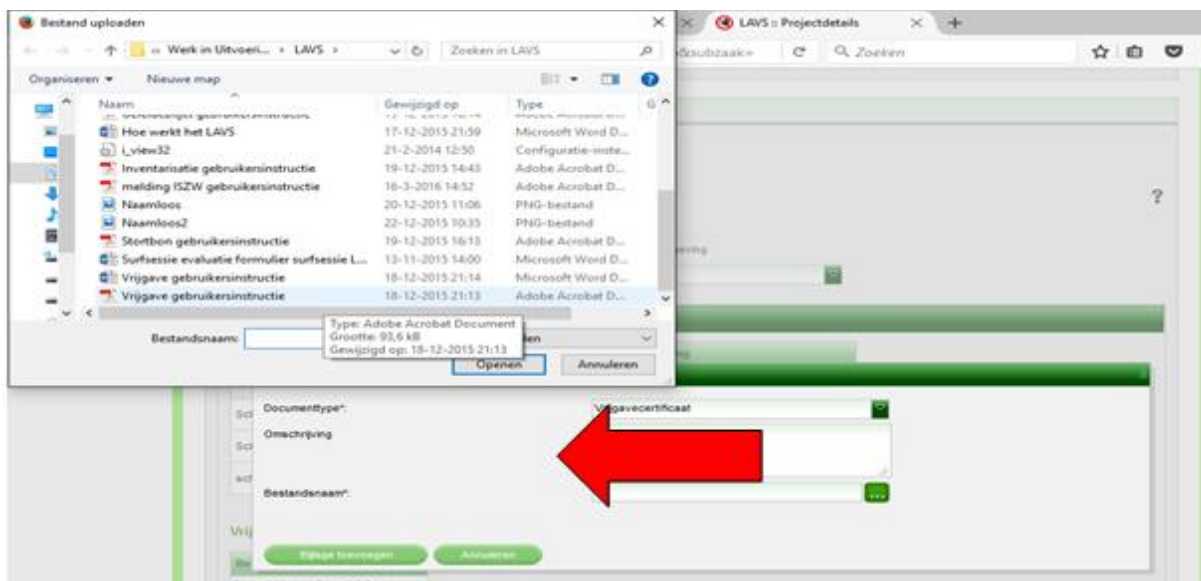 Bestand uploaden
LAVS :: Projectdetails
Werk in Uitvoeri... LAVS
Zoeken in LAVS
&subzaak=
Zoeken
Organiseren
Nieuwe map
Naam Gewijzigd op Type G
Hoe werkt het LAVS 17-12-2015 21:59 Microsoft Word D...
i_view32 21-2-2014 12:50 Configuratie-inste...
Inventarisatie gebruikersinstructie 19-12-2015 14:43 Adobe Acrobat D...
melding ISZW gebruikersinstructie 16-3-2016 14:52 Adobe Acrobat D...
Naamloos 20-12-2015 11:06 PNG-bestand
Naamloos2 22-12-2015 10:35 PNG-bestand
Stortbon gebruikersinstructie 19-12-2015 16:13 Adobe Acrobat D...
Surfsessie evaluatie formulier surfsessie L... 13-11-2015 14:00 Microsoft Word D...
Vrijgave gebruikersinstructie 18-12-2015 21:14 Microsoft Word D...
Vrijgave gebruikersinstructie 18-12-2015 21:13 Adobe Acrobat D...
?
Bestandsnaam:
Type: Adobe Acrobat Document
Grootte: 93,6 kB
Gewijzigd op: 18-12-2015 21:13
Openen
Annuleren
Documenttype*:
Vrijgavecertificaat
Omschrijving
Bestandsnaam*:
...
Bijlage toevoegen
Annuleren